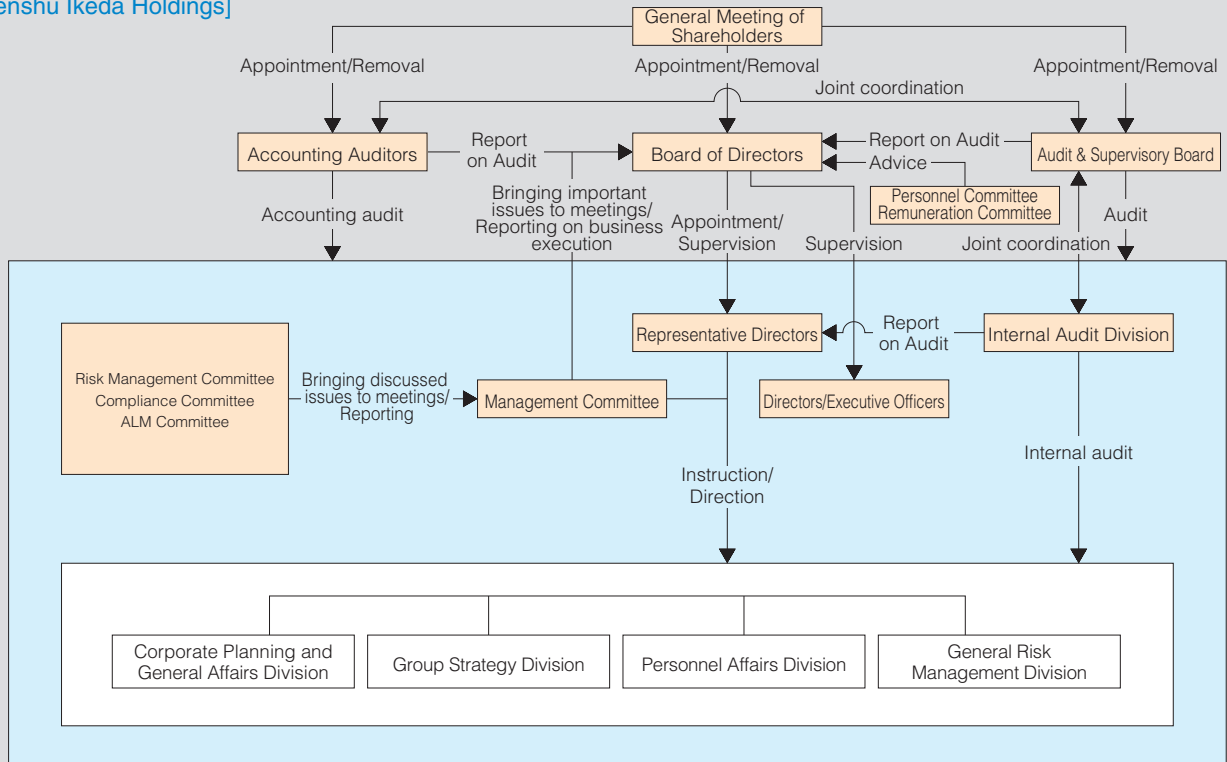 enshu Ikeda Holdings]
General Meeting of
Shareholders
Appointment/Removal
Appointment/Removal
Appointment/Removal
Joint coordination
Accounting Auditors
Report
on Audit
Board of Directors
Report on Audit
Advice
Audit & Supervisory Board
Personnel Committee
Remuneration Committee
Accounting audit
Bringing important
issues to meetings/
Reporting on business
execution
Appointment/
Supervision
Supervision
Joint coordination
Audit
Representative Directors
Report
on Audit
Internal Audit Division
Risk Management Committee
Compliance Committee
ALM Committee
Bringing discussed
issues to meetings/
Reporting
Management Committee
Directors/Executive Officers
Instruction/
Direction
Internal audit
Corporate Planning and
General Affairs Division
Group Strategy Division
Personnel Affairs Division
General Risk
Management Division